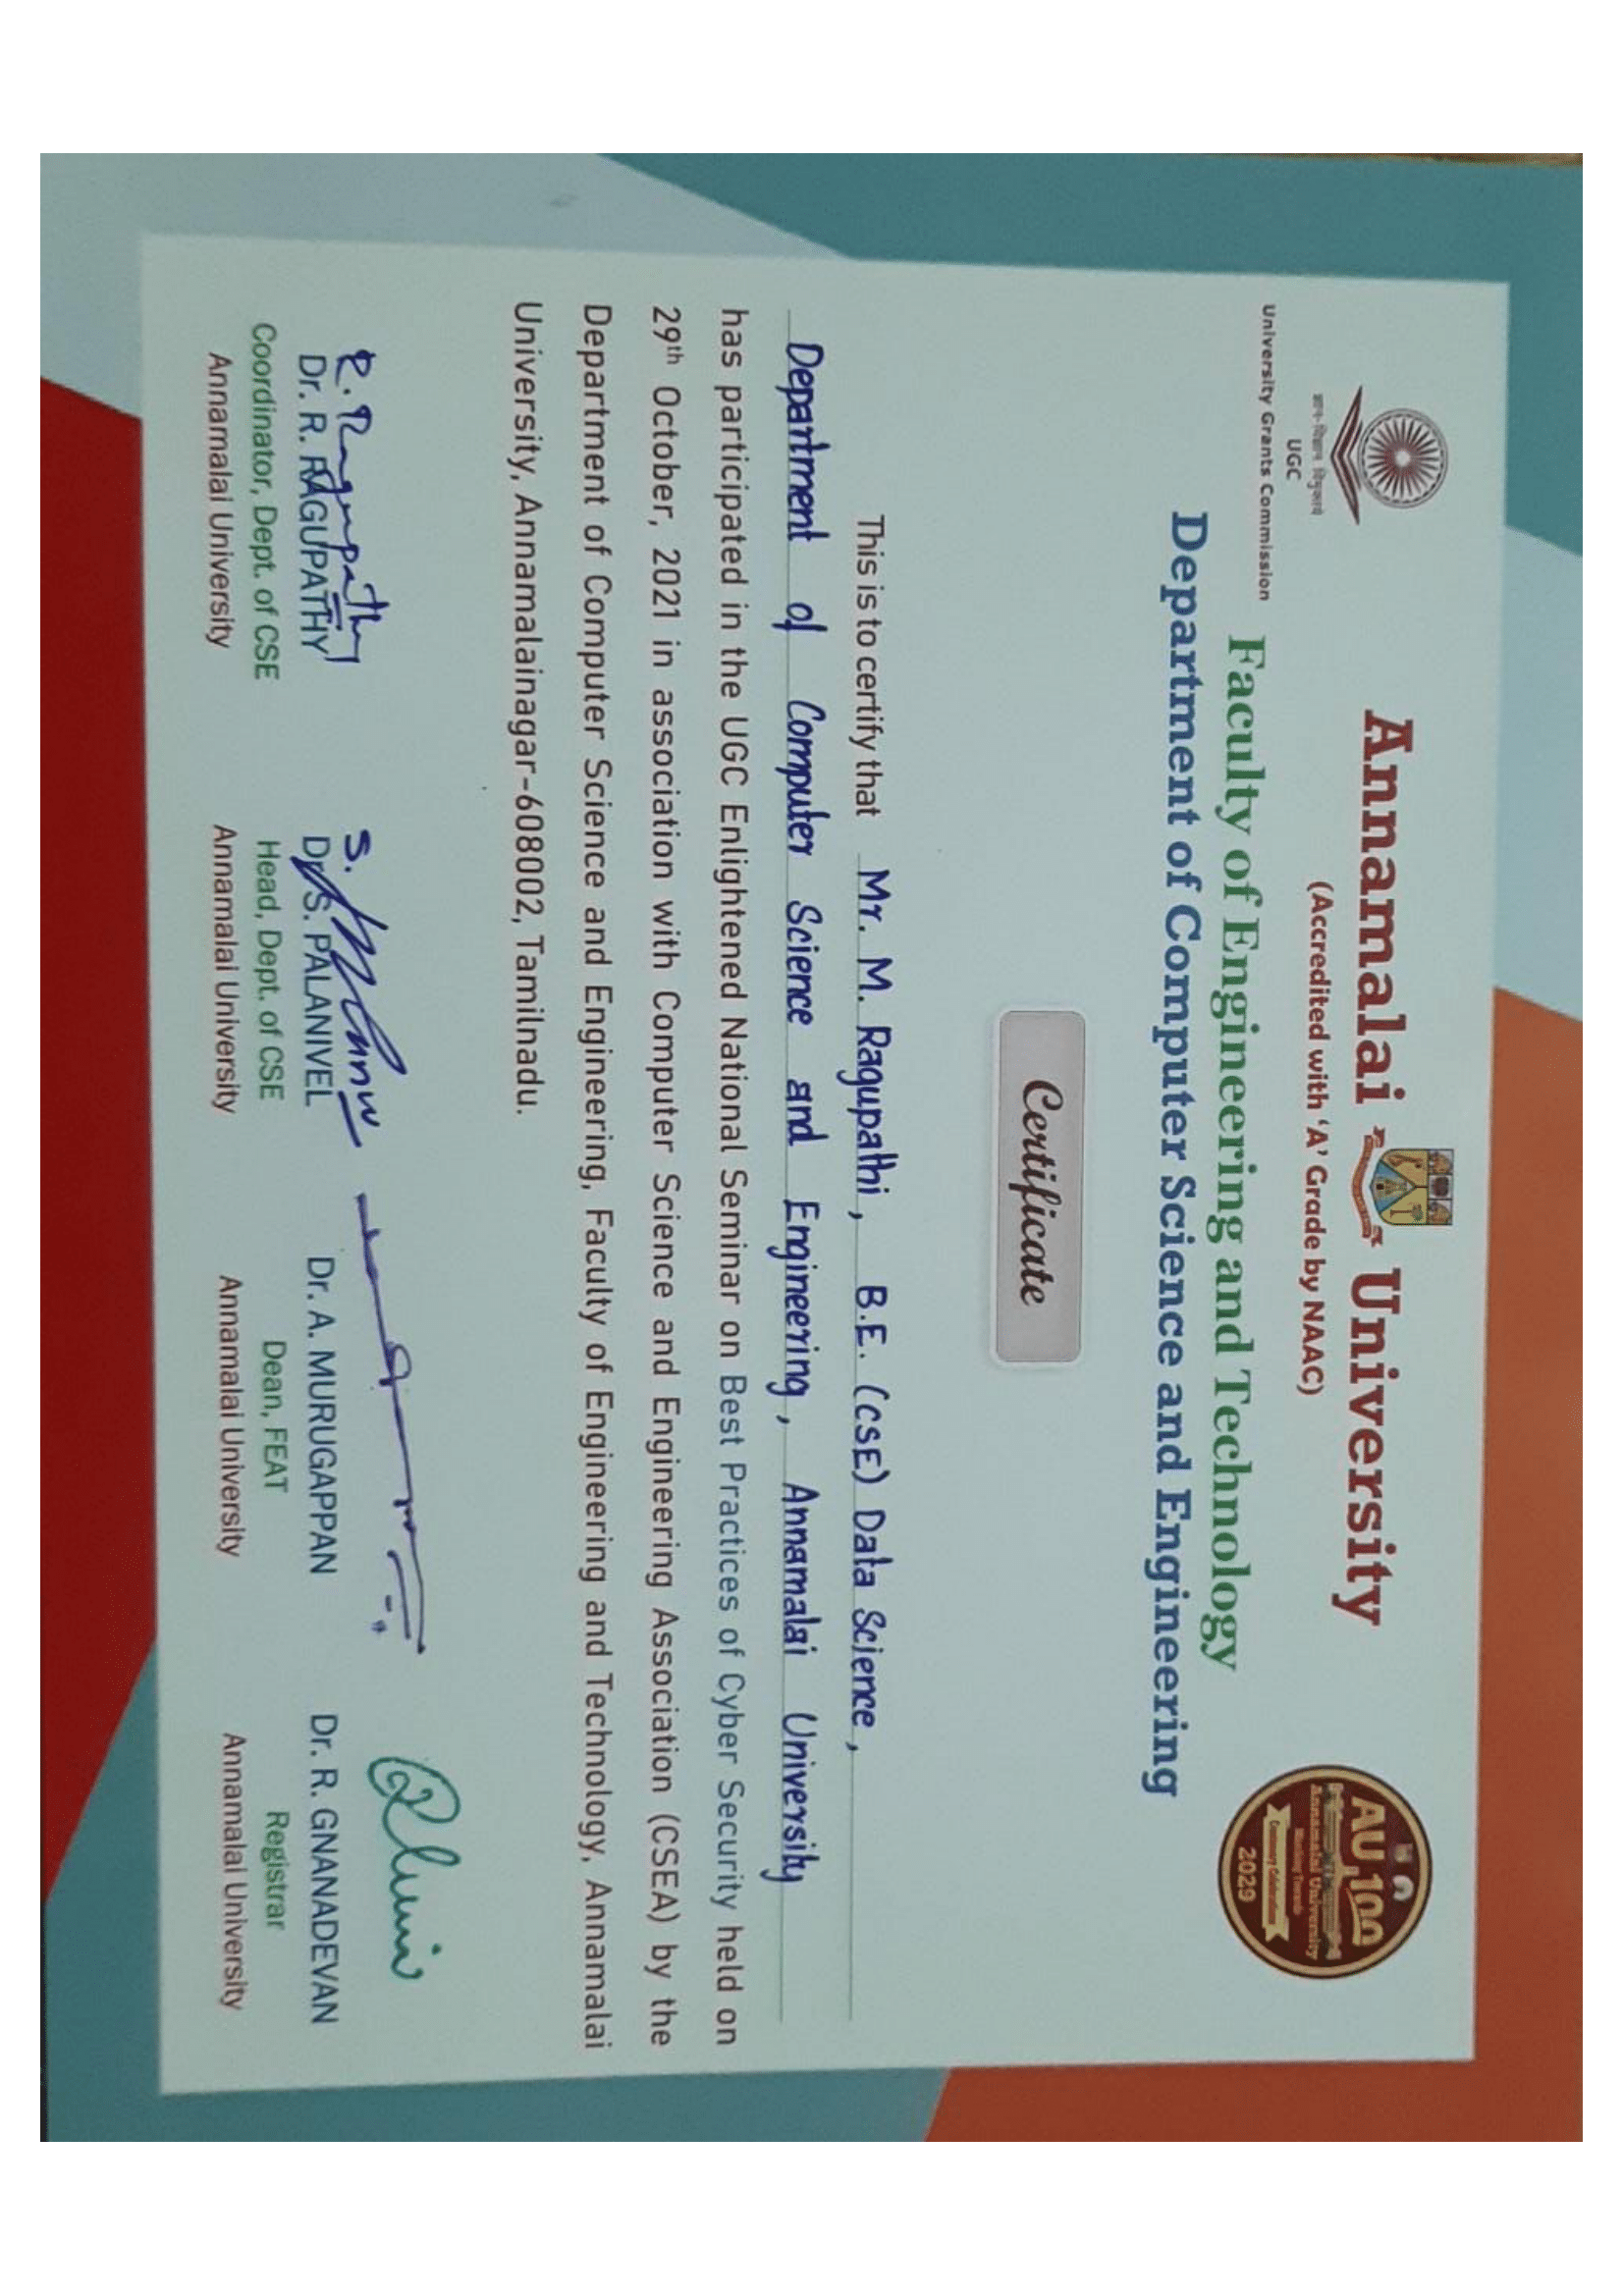 Annamalai University
(Accredited with 'A' Grade by NAAC)
UGC
University Grants Commission
Faculty of Engineering and Technology
Department of Computer Science and Engineering
AU 100
Annamalai University
2029
Certificate
This is to certify that Mr. M. Ragupathi, B.E. (CSE) Data Science,
Department of Computer Science and Engineering, Annamalai University
has participated in the UGC Enlightened National Seminar on Best Practices of Cyber Security held on
29th October, 2021 in association with Computer Science and Engineering Association (CSEA) by the
Department of Computer Science and Engineering, Faculty of Engineering and Technology, Annamalai
University, Annamalainagar-608002, Tamilnadu.
R. Ragupathy
Dr. R. RAGUPATHY
Coordinator, Dept. of CSE
Annamalai University
Dr. S. PALANIVEL
Head, Dept. of CSE
Annamalai University
Dr. A. MURUGAPPAN
Dean, FEAT
Annamalai University
Dr. R. GNANADEVAN
Registrar
Annamalai University